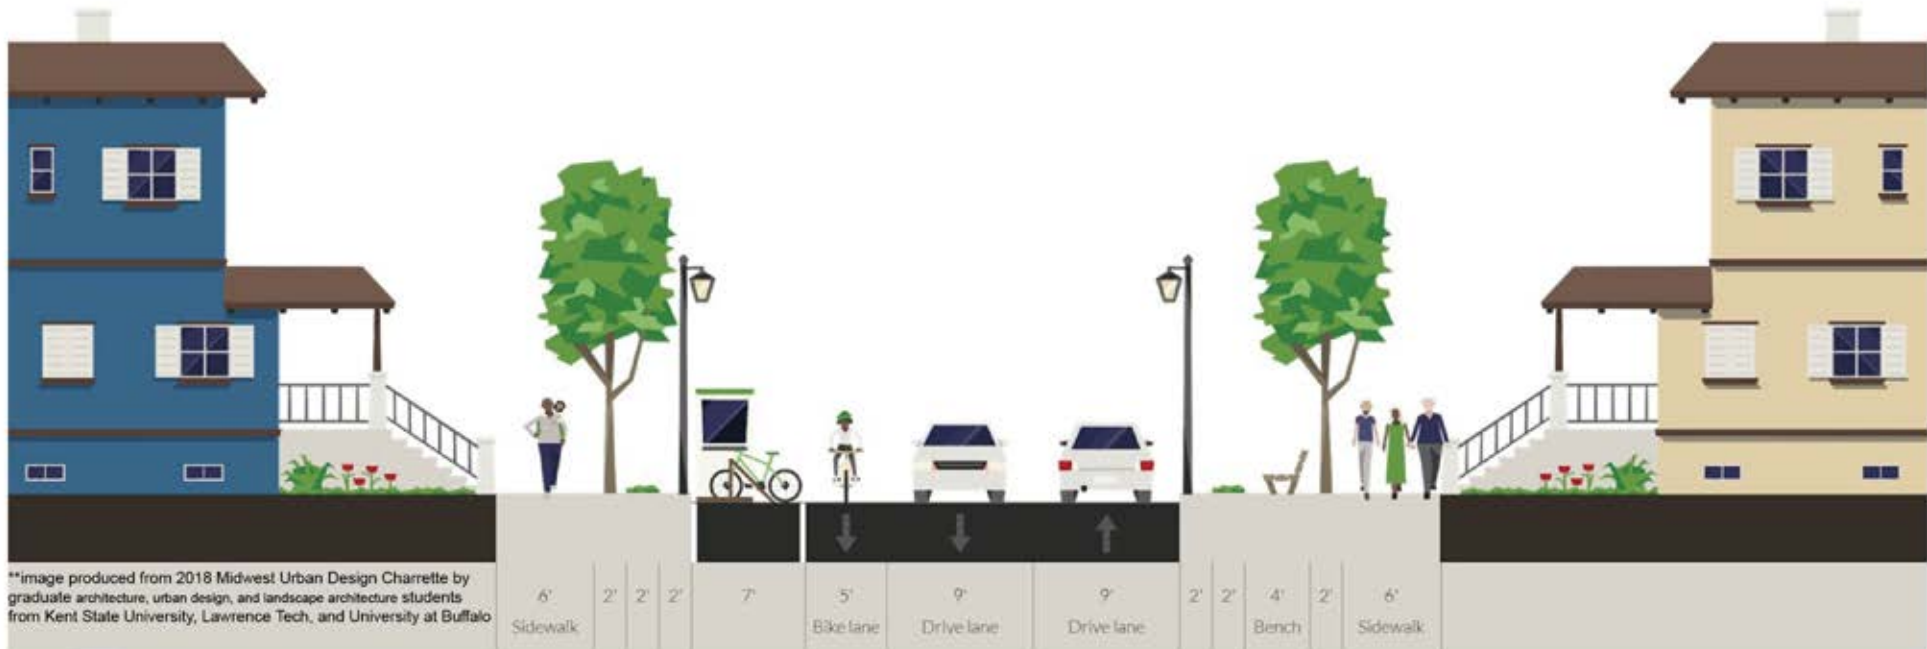 **image produced from 2018 Midwest Urban Design Charrette by
graduate architecture, urban design, and landscape architecture students
from Kent State University, Lawrence Tech, and University at Buffalo
6' 2' 2' 2' 7' 5' 9' 9' 2' 2' 4' 2' 6'
Sidewalk Bike lane Drive lane Drive lane Bench Sidewalk